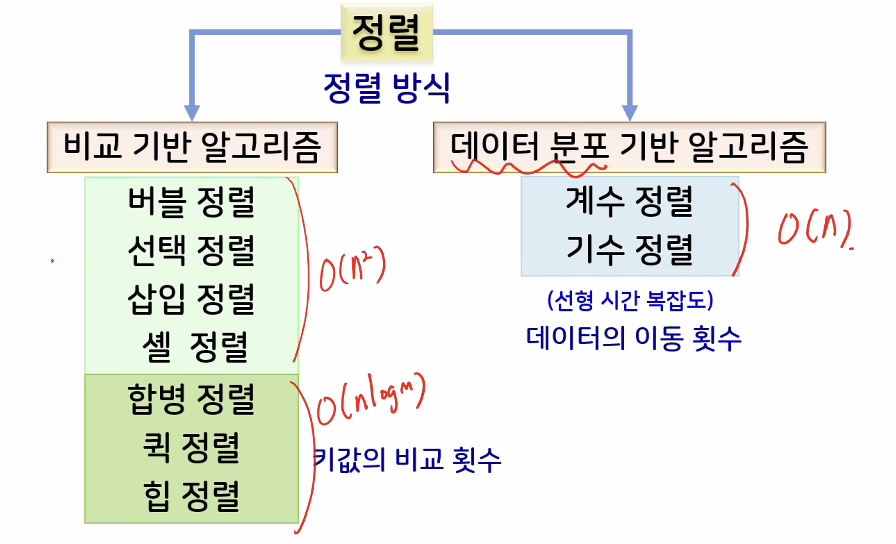 정렬
정렬 방식
비교 기반 알고리즘
버블 정렬
선택 정렬
삽입 정렬
셸 정렬
O(n²)
합병 정렬
퀵 정렬
힙 정렬
O(nlogn)
키값의 비교 횟수
데이터 분포 기반 알고리즘
계수 정렬
기수 정렬
O(n).
(선형 시간 복잡도)
데이터의 이동 횟수